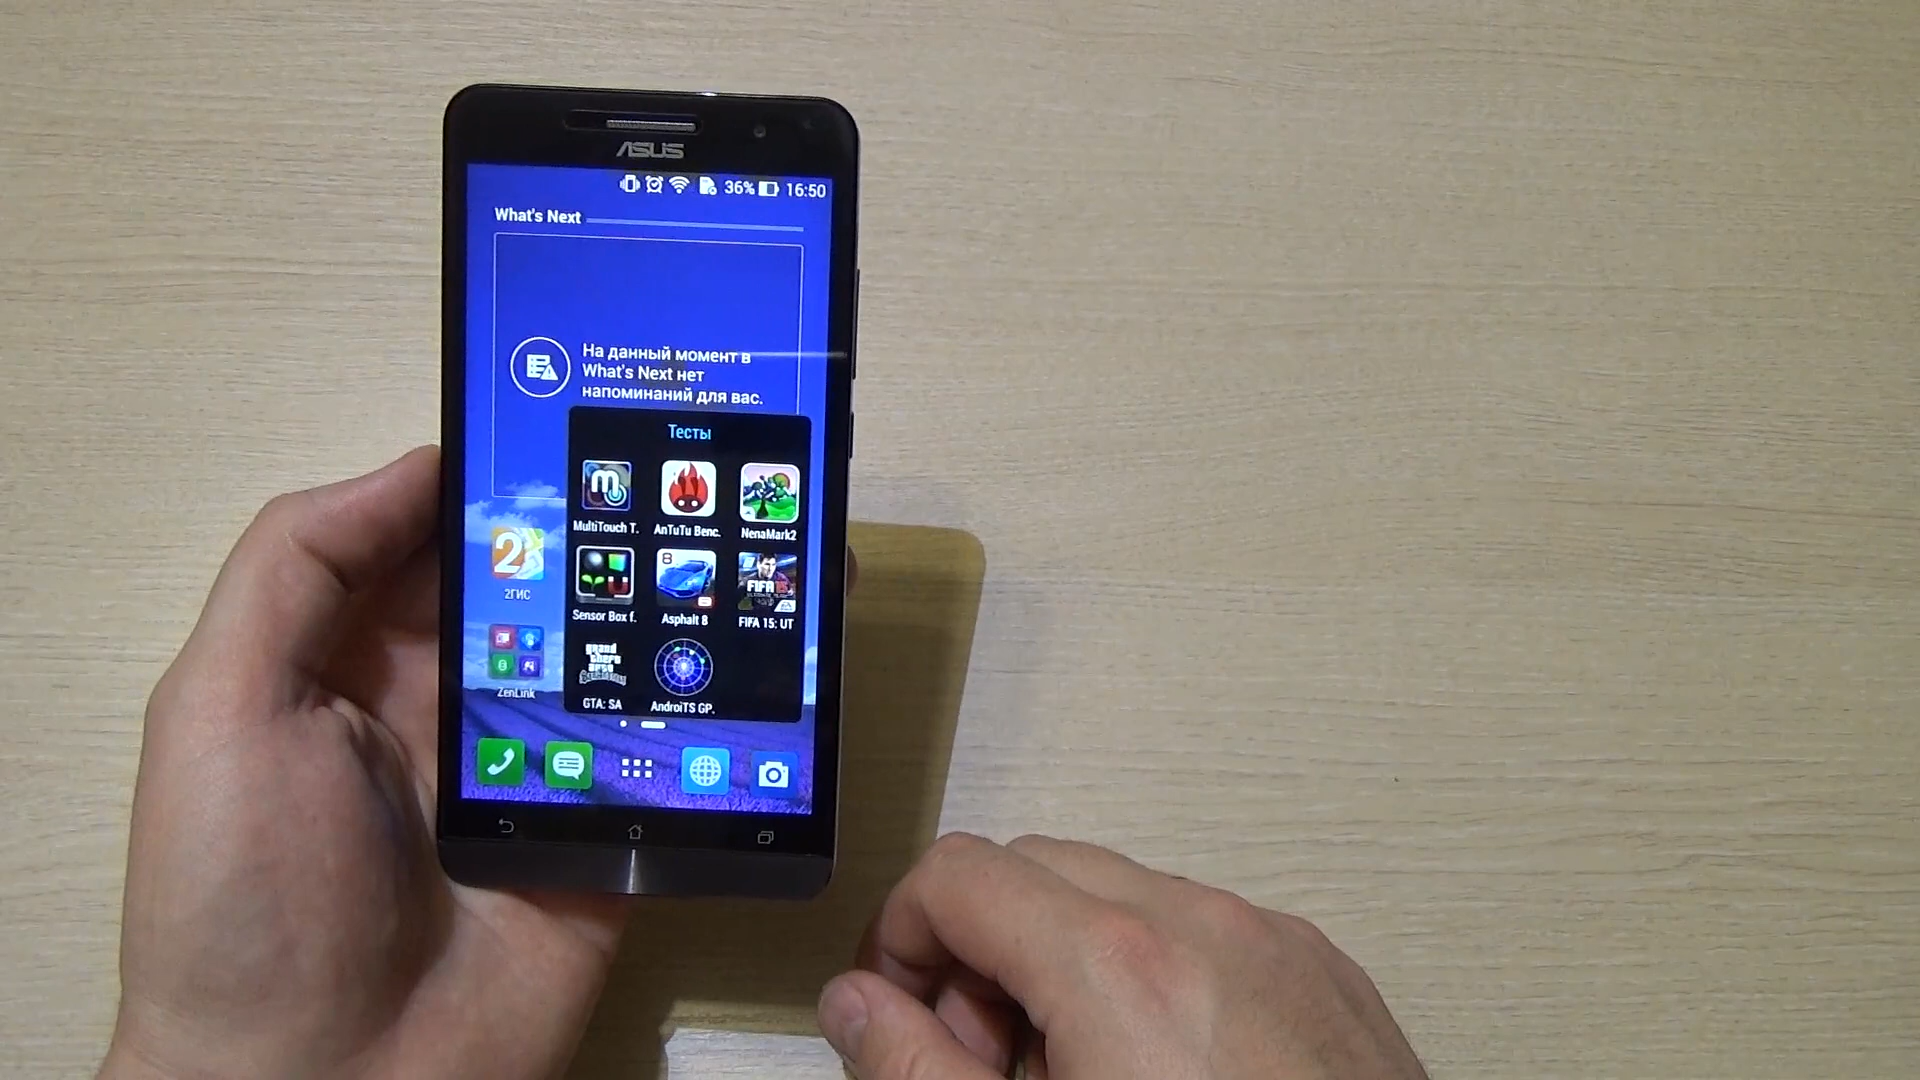 ASUS
36% 16:50
What's Next
На данный момент в
What's Next нет
напоминаний для вас.
Тесты
MultiTouch T. AnTuTu Benc. NenaMark2
Sensor Box f. Asphalt 8 FIFA 15: UT
GTA: SA AndroiTS GP.
2ГИС
ZenLink